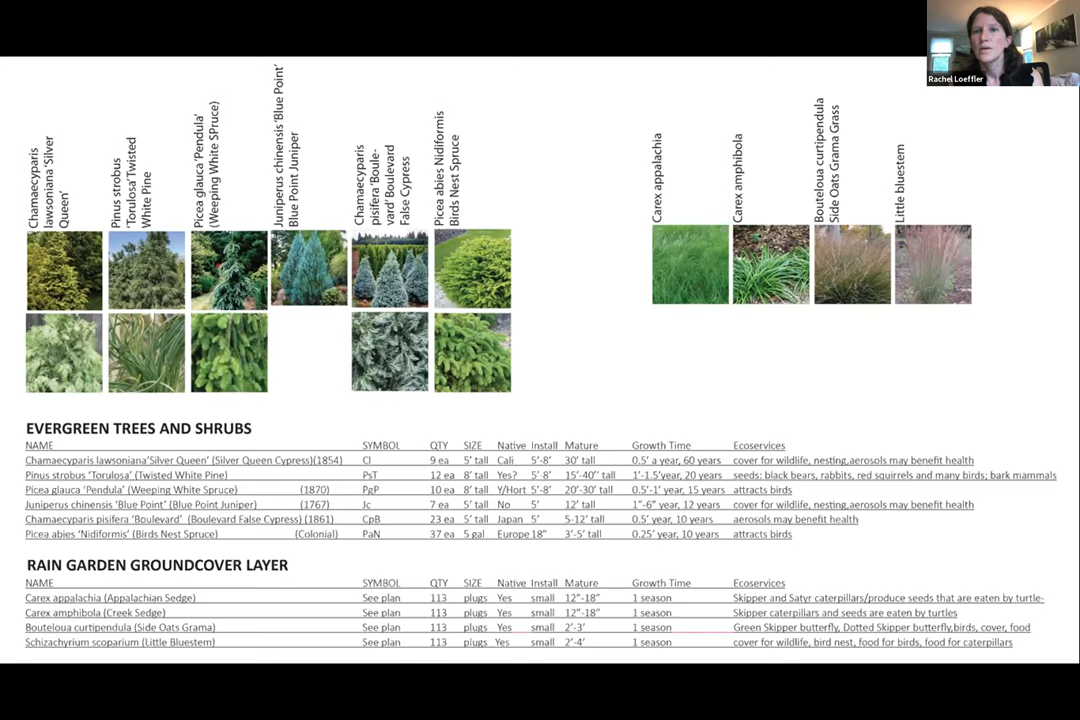 Rachel Loeffler
Chamaecyparis
lawsoniana'Silver
Queen'
Pinus strobus
'Torulosa'Twisted
White Pine
Picea glauca 'Pendula'
(Weeping White SPruce)
Juniperus chinensis 'Blue Point'
Blue Point Juniper
Chamaecyparis
pisifera 'Boule-
vard' Boulevard
False Cypress
Picea abies Nidiformis
Birds Nest Spruce
Carex appalachia
Carex amphibola
Bouteloua curtipendula
Side Oats Grama Grass
Little bluestem
EVERGREEN TREES AND SHRUBS
NAME SYMBOL QTY SIZE Native Install Mature Growth Time Ecoservices
Chamaecyparis lawsoniana'Silver Queen' (Silver Queen Cypress)(1854) Cl 9 ea 5' tall Cali 5'-8' 30' tall 0.5' a year, 60 years cover for wildlife, nesting,aerosols may benefit health
Pinus strobus 'Torulosa' (Twisted White Pine) PsT 12 ea 8' tall Yes? 5'-8' 15'-40'' tall 1'-1.5'year, 20 years seeds: black bears, rabbits, red squirrels and many birds; bark mammals
Picea glauca 'Pendula' (Weeping White Spruce) (1870) PgP 10 ea 8' tall Y/Hort 5'-8' 20'-30' tall 0.5'-1' year, 15 years attracts birds
Juniperus chinensis 'Blue Point' (Blue Point Juniper) (1767) Jc 7 ea 5' tall No 5' 12' tall 1"-6" year, 12 years cover for wildlife, nesting,aerosols may benefit health
Chamaecyparis pisifera 'Boulevard' (Boulevard False Cypress) (1861) CpB 23 ea 5' tall Japan 5' 5-12' tall 0.5' year, 10 years aerosols may benefit health
Picea abies 'Nidiformis' (Birds Nest Spruce) (Colonial) PaN 37 ea 5 gal Europe 18" 3'-5' tall 0.25' year, 10 years attracts birds
RAIN GARDEN GROUNDCOVER LAYER
NAME SYMBOL QTY SIZE Native Install Mature Growth Time Ecoservices
Carex appalachia (Appalachian Sedge) See plan 113 plugs Yes small 12"-18" 1 season Skipper and Satyr caterpillars/produce seeds that are eaten by turtle-
Carex amphibola (Creek Sedge) See plan 113 plugs Yes small 12"-18" 1 season Skipper caterpillars and seeds are eaten by turtles
Bouteloua curtipendula (Side Oats Grama) See plan 113 plugs Yes small 2'-3' 1 season Green Skipper butterfly, Dotted Skipper butterfly,birds, cover, food
Schizachyrium scoparium (Little Bluestem) See plan 113 plugs Yes small 2'-4' 1 season cover for wildlife, bird nest, food for birds, food for caterpillars